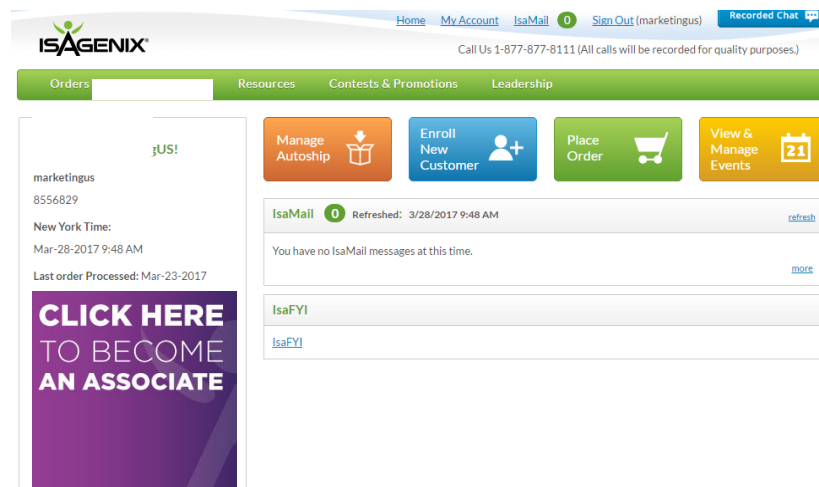 Home My Account IsaMail 0 Sign Out (marketingus) Recorded Chat
ISAGENIX®
Call Us 1-877-877-8111 (All calls will be recorded for quality purposes.)
Orders Resources Contests & Promotions Leadership
gUS!
marketingus
8556829
New York Time:
Mar-28-2017 9:48 AM
Last order Processed: Mar-23-2017
CLICK HERE
TO BECOME
AN ASSOCIATE
Manage
Autoship
Enroll
New
Customer
Place
Order
View &
Manage
Events
21
IsaMail 0 Refreshed: 3/28/2017 9:48 AM refresh
You have no IsaMail messages at this time.
more
IsaFYI
IsaFYI